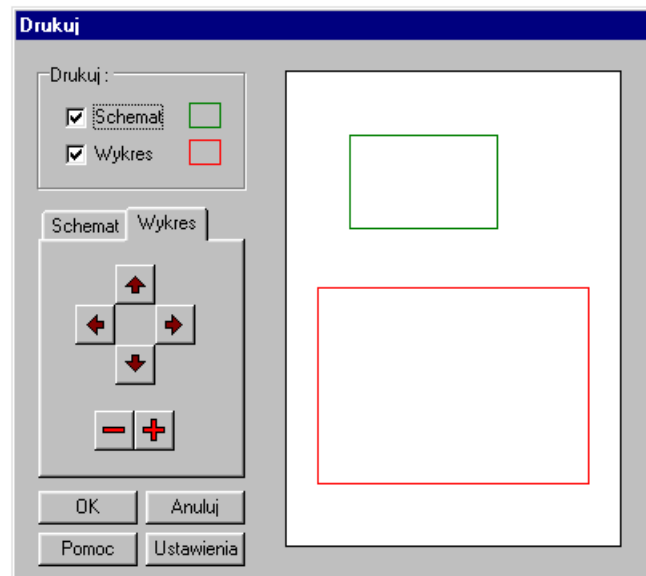 Drukuj
Drukuj :
Schemat
Wykres
Schemat Wykres
OK Anuluj
Pomoc Ustawienia